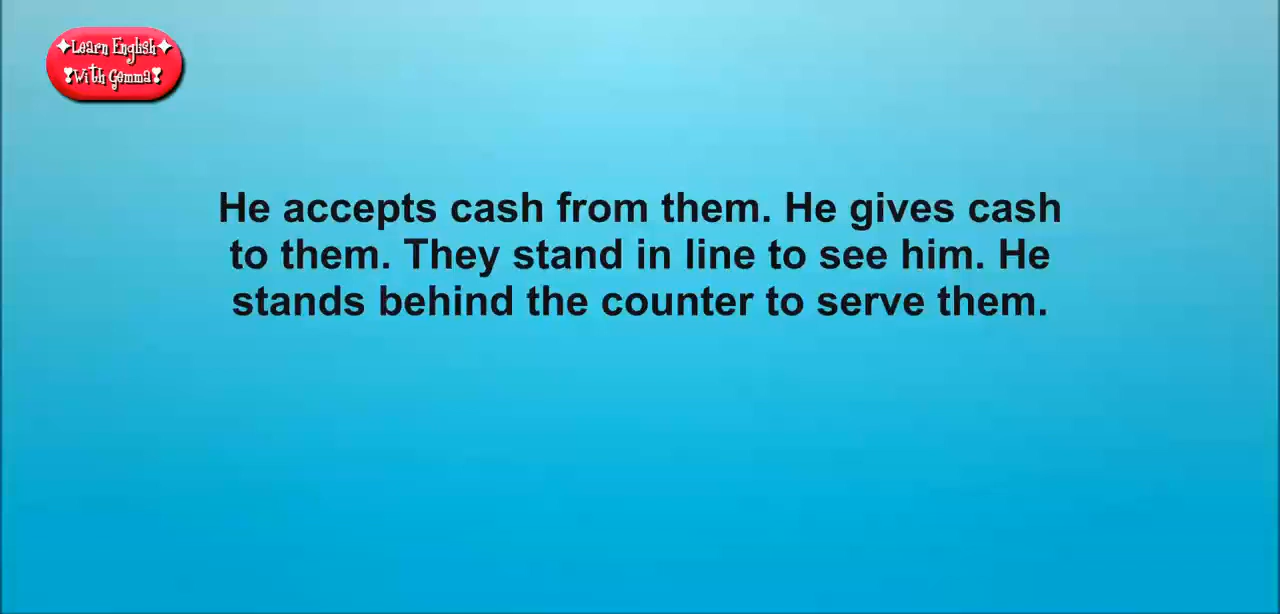 Learn English
With Gemma
He accepts cash from them. He gives cash
to them. They stand in line to see him. He
stands behind the counter to serve them.